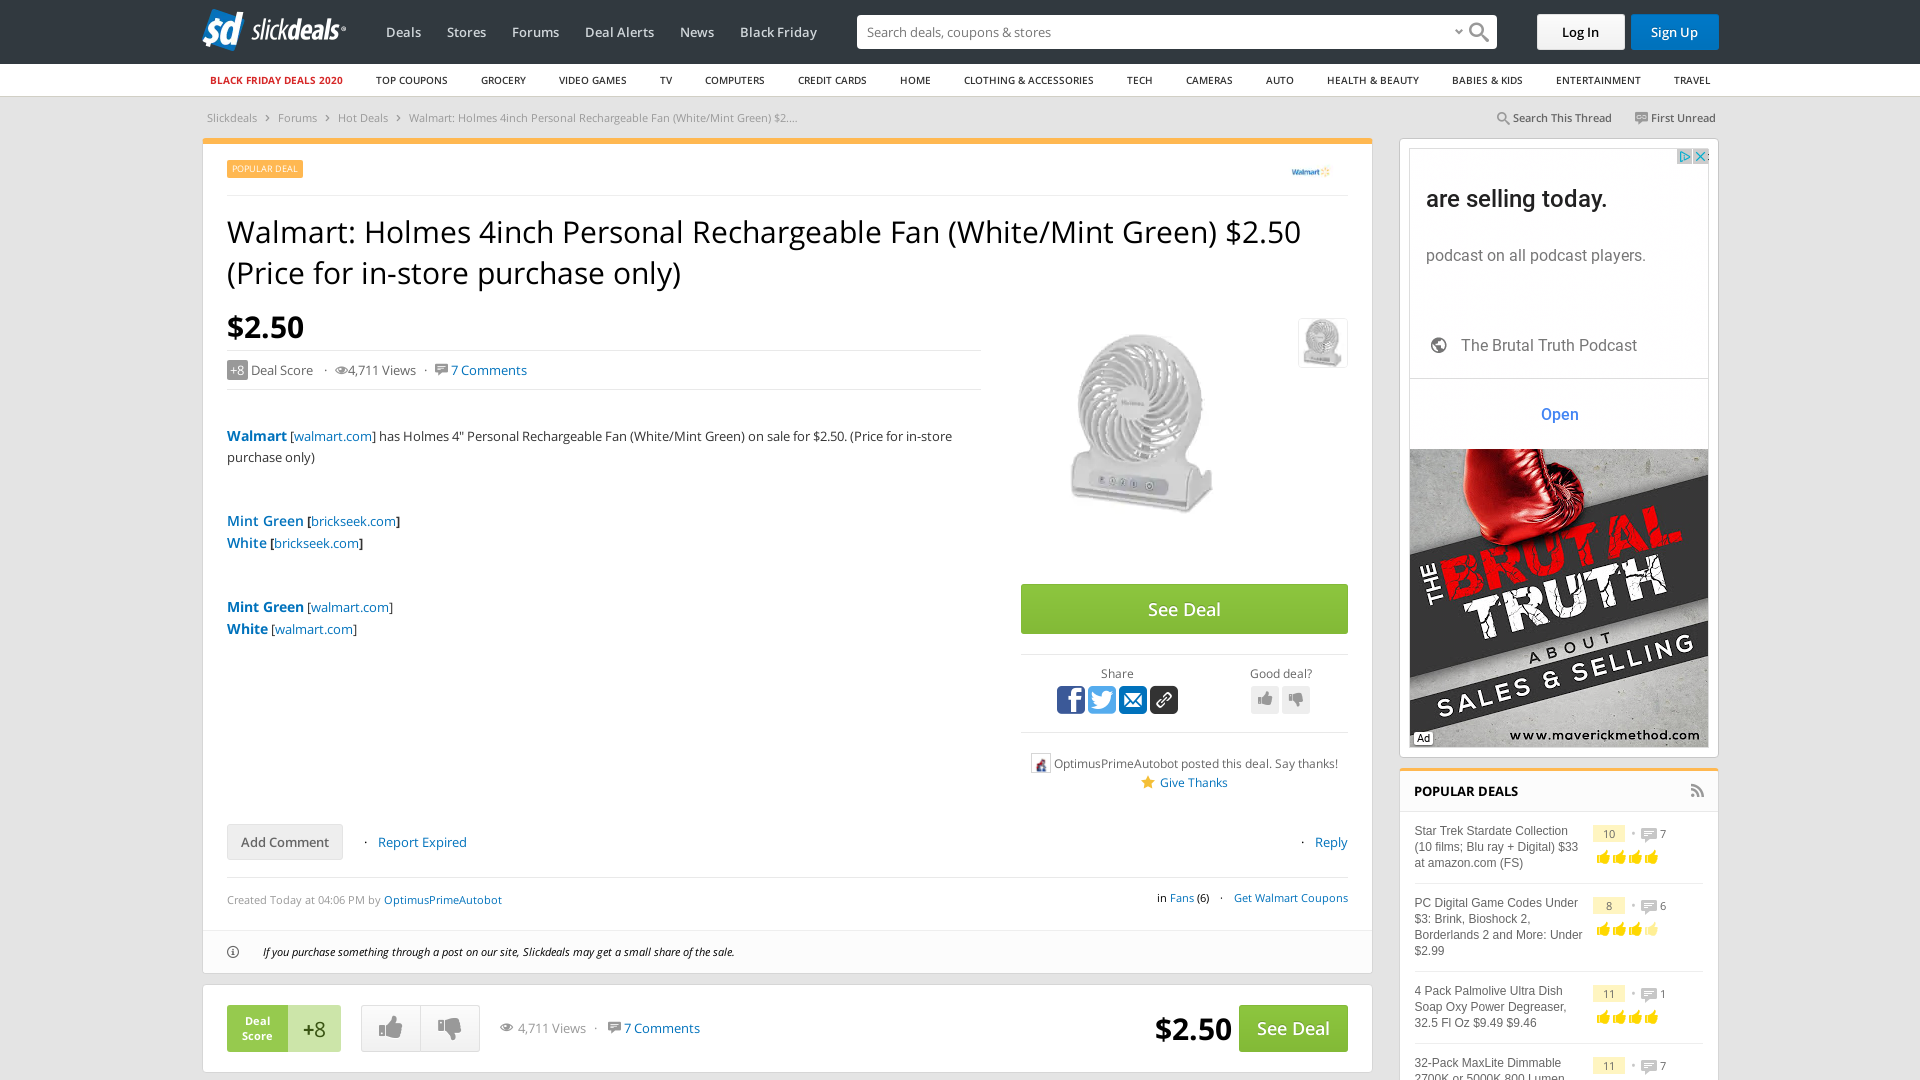 sd slickdeals
Deals Stores Forums Deal Alerts News Black Friday
Search deals, coupons & stores
Log In
Sign Up
BLACK FRIDAY DEALS 2020 TOP COUPONS GROCERY VIDEO GAMES TV COMPUTERS CREDIT CARDS HOME CLOTHING & ACCESSORIES TECH CAMERAS AUTO HEALTH & BEAUTY BABIES & KIDS ENTERTAINMENT TRAVEL
Slickdeals › Forums › Hot Deals › Walmart: Holmes 4inch Personal Rechargeable Fan (White/Mint Green) $2....
Search This Thread First Unread
POPULAR DEAL
Walmart
Walmart: Holmes 4inch Personal Rechargeable Fan (White/Mint Green) $2.50
(Price for in-store purchase only)
$2.50
+8 Deal Score · 4,711 Views · 7 Comments
Walmart [walmart.com] has Holmes 4" Personal Rechargeable Fan (White/Mint Green) on sale for $2.50. (Price for in-store
purchase only)
Mint Green [brickseek.com]
White [brickseek.com]
Mint Green [walmart.com]
White [walmart.com]
See Deal
Share
Good deal?
OptimusPrimeAutobot posted this deal. Say thanks!
Give Thanks
Add Comment · Report Expired
· Reply
Created Today at 04:06 PM by OptimusPrimeAutobot
in Fans (6) · Get Walmart Coupons
If you purchase something through a post on our site, Slickdeals may get a small share of the sale.
Deal
Score
+8
4,711 Views · 7 Comments
$2.50
See Deal
are selling today.
podcast on all podcast players.
The Brutal Truth Podcast
Open
THE
BRUTAL
TRUTH
ABOUT
SALES & SELLING
www.maverickmethod.com
Ad
POPULAR DEALS
Star Trek Stardate Collection
(10 films; Blu ray + Digital) $33
at amazon.com (FS)
10 • 7
PC Digital Game Codes Under
$3: Brink, Bioshock 2,
Borderlands 2 and More: Under
$2.99
8 • 6
4 Pack Palmolive Ultra Dish
Soap Oxy Power Degreaser,
32.5 Fl Oz $9.49 $9.46
11 • 1
32-Pack MaxLite Dimmable
2700K or 5000K 800 Lumen
11 • 7